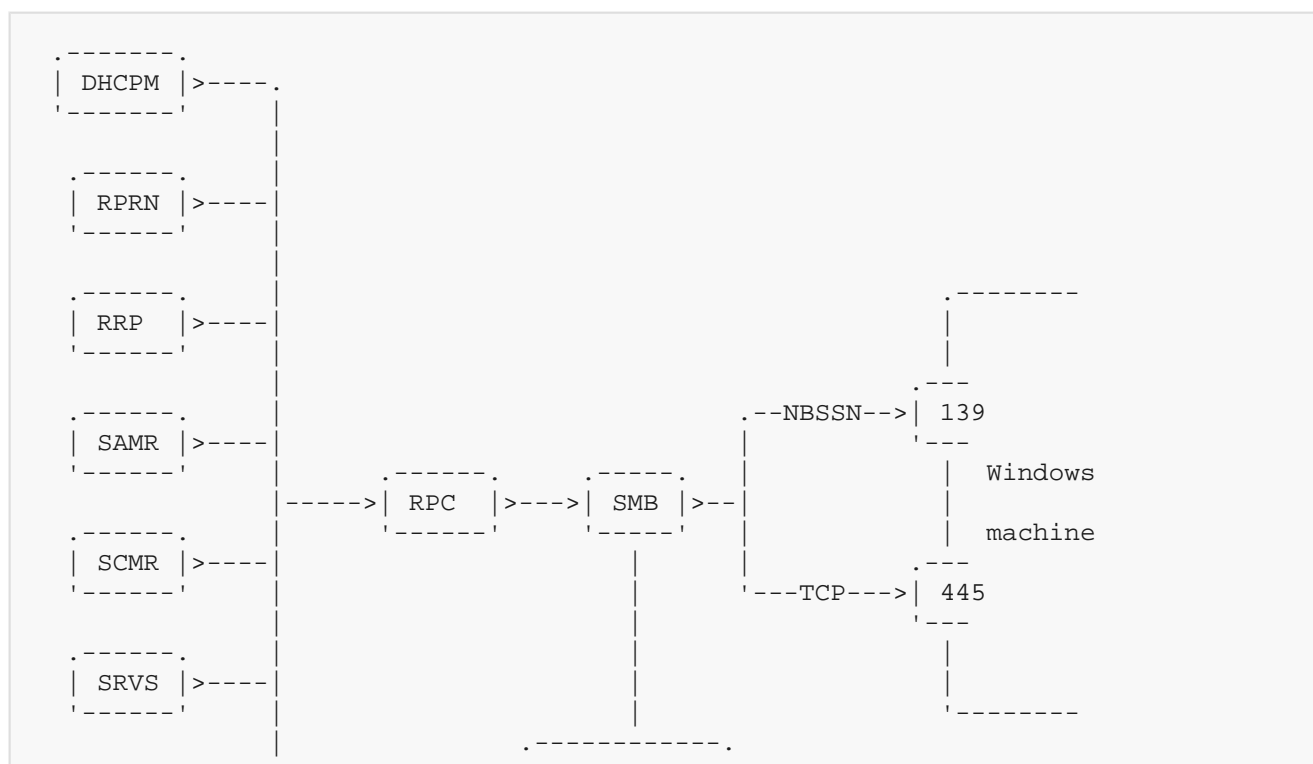 DHCPM
RPRN
RRP
NBSSN 139
SAMR
Windows
RPC SMB
machine
SCMR
TCP 445
SRVS